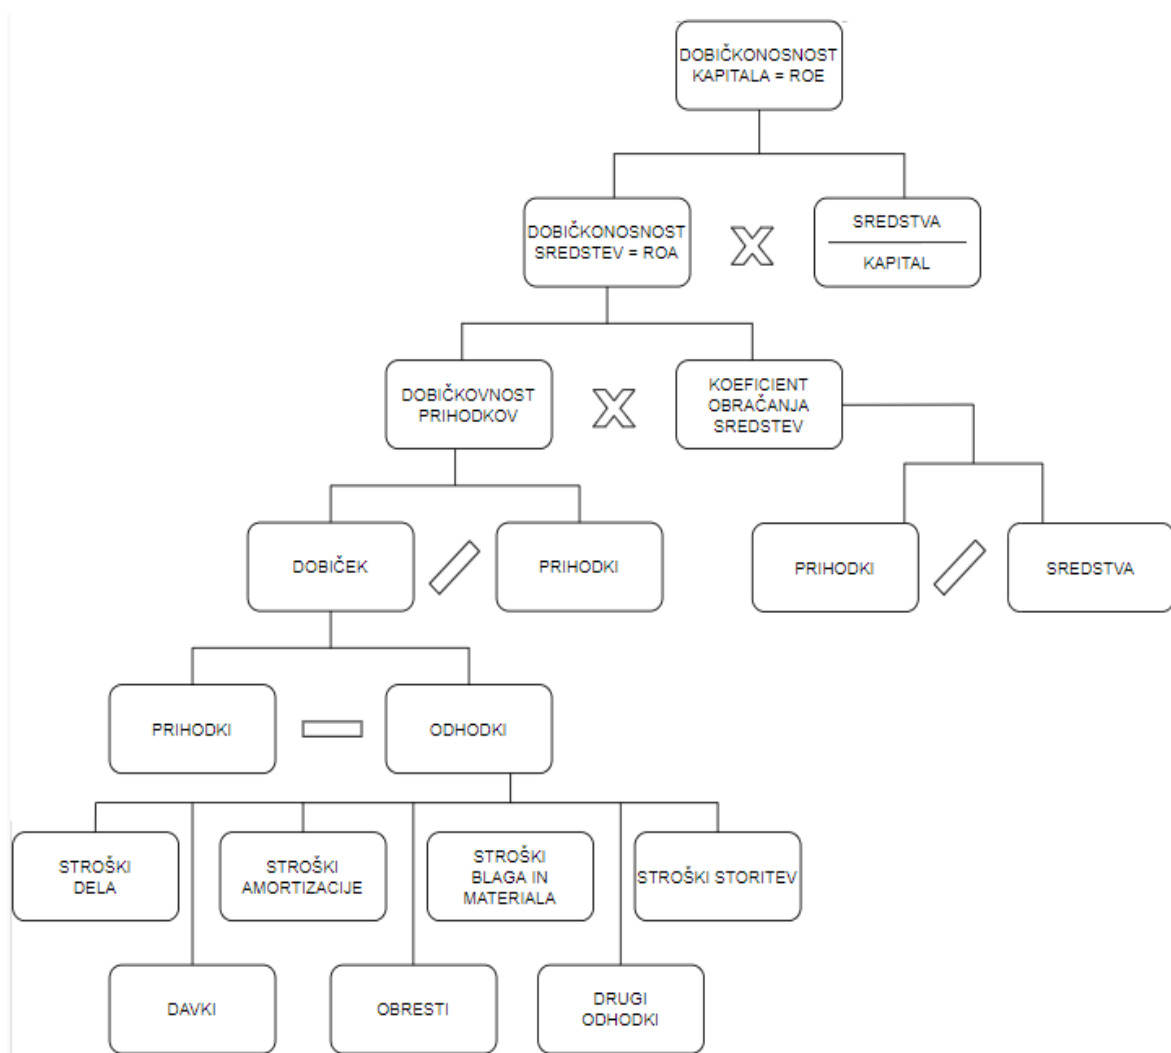 DOBIČKONOSNOST
KAPITALA = ROE
DOBIČKONOSNOST
SREDSTEV = ROA
X
SREDSTVA
KAPITAL
DOBIČKOVNOST
PRIHODKOV
X
KOEFICIENT
OBRAČANJA
SREDSTEV
DOBIČEK
PRIHODKI
PRIHODKI
SREDSTVA
PRIHODKI
ODHODKI
STROŠKI
DELA
STROŠKI
AMORTIZACIJE
STROŠKI
BLAGA IN
MATERIALA
STROŠKI STORITEV
DAVKI
OBRESTI
DRUGI
ODHODKI